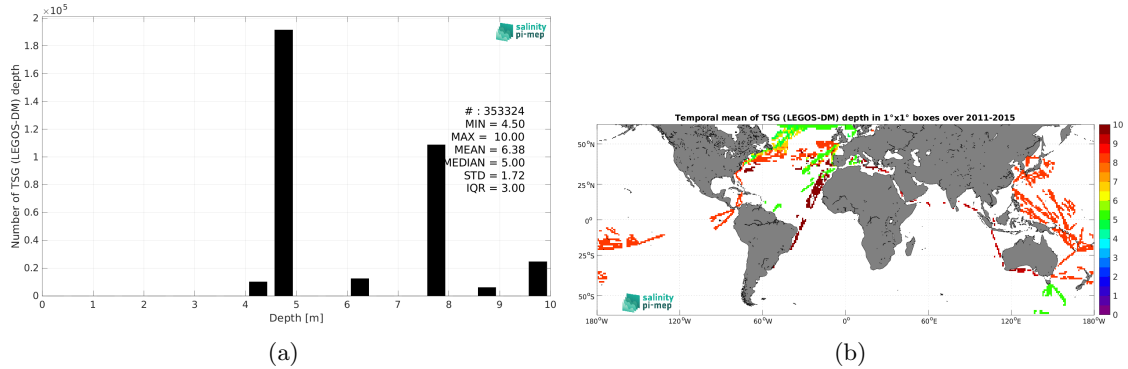 ×10⁵
2
1.8
1.6
1.4
1.2
1
0.8
0.6
0.4
0.2
0
Number of TSG (LEGOS-DM) depth
salinity
pi-mep
# : 353324
MIN = 4.50
MAX = 10.00
MEAN = 6.38
MEDIAN = 5.00
STD = 1.72
IQR = 3.00
0 1 2 3 4 5 6 7 8 9 10
Depth [m]
(a)
Temporal mean of TSG (LEGOS-DM) depth in 1°x1° boxes over 2011-2015
50°N
25°N
0°
25°S
50°S
salinity
pi-mep
180°W 120°W 60°W 0° 60°E 120°E 180°W
10
9
8
7
6
5
4
3
2
1
0
(b)